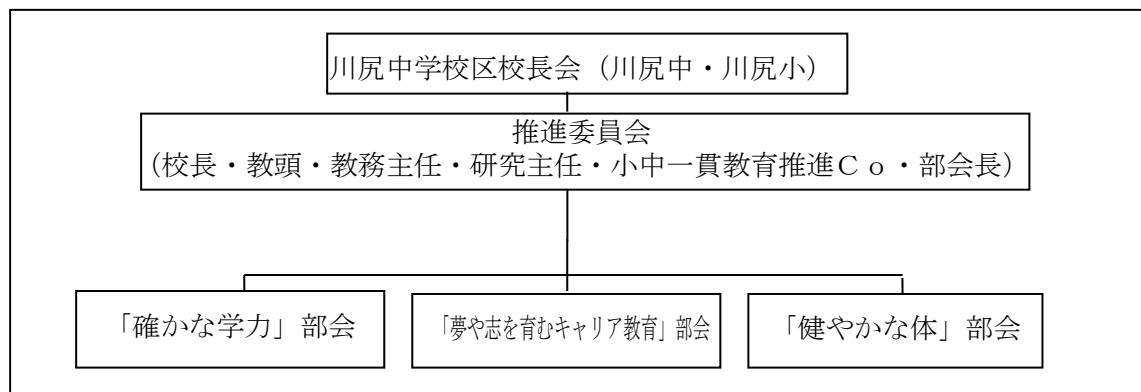 川尻中学校区校長会（川尻中・川尻小）
推進委員会
（校長・教頭・教務主任・研究主任・小中一貫教育推進Ｃｏ・部会長）
「確かな学力」部会
「夢や志を育むキャリア教育」部会
「健やかな体」部会